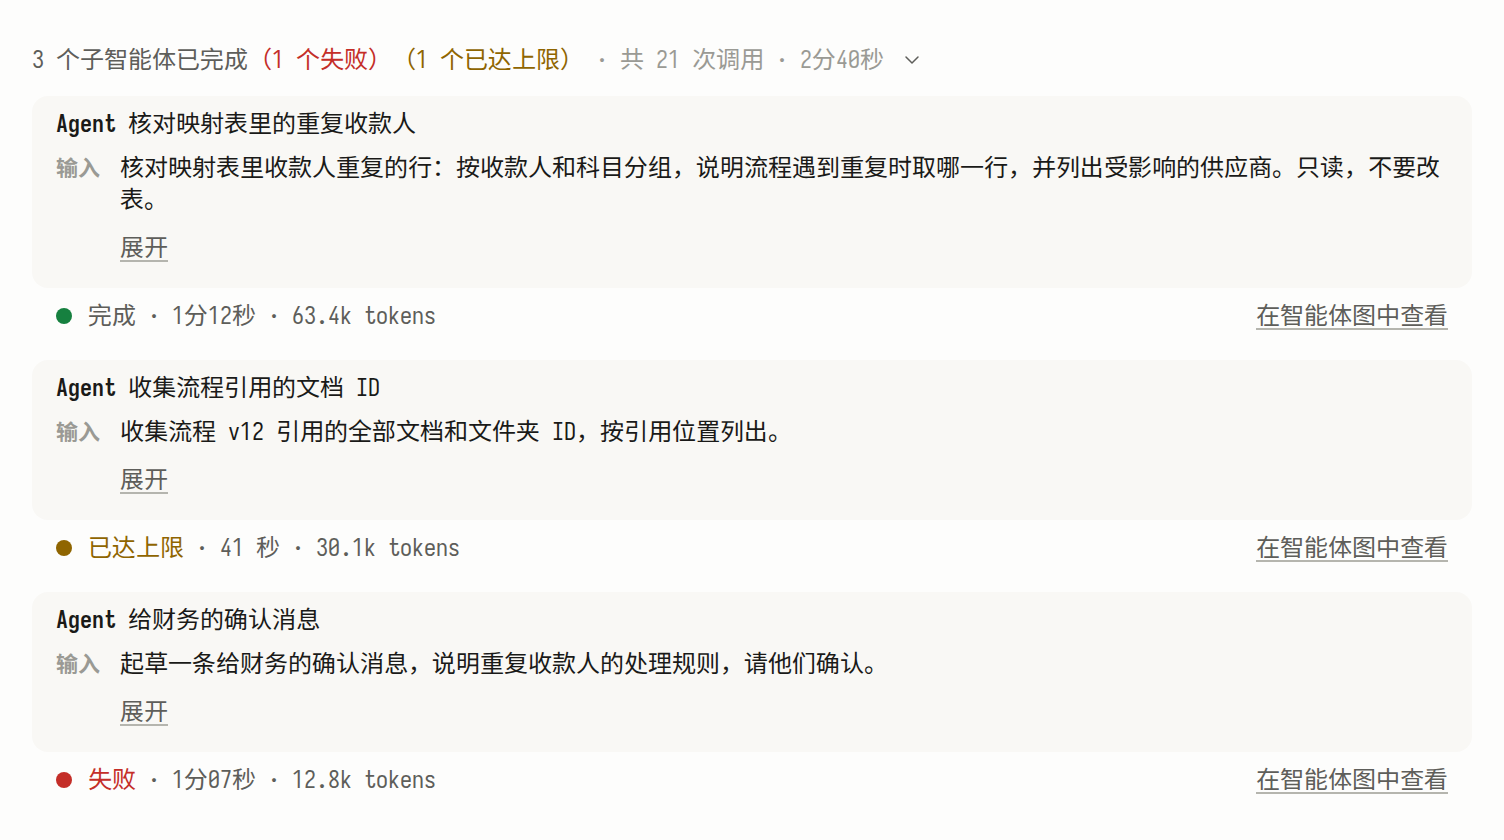 3 个子智能体已完成（1 个失败）（1 个已达上限） · 共 21 次调用 · 2分40秒
Agent 核对映射表里的重复收款人
输入 核对映射表里收款人重复的行：按收款人和科目分组，说明流程遇到重复时取哪一行，并列出受影响的供应商。只读，不要改
表。
展开
完成 · 1分12秒 · 63.4k tokens 在智能体图中查看
Agent 收集流程引用的文档 ID
输入 收集流程 v12 引用的全部文档和文件夹 ID，按引用位置列出。
展开
已达上限 · 41 秒 · 30.1k tokens 在智能体图中查看
Agent 给财务的确认消息
输入 起草一条给财务的确认消息，说明重复收款人的处理规则，请他们确认。
展开
失败 · 1分07秒 · 12.8k tokens 在智能体图中查看